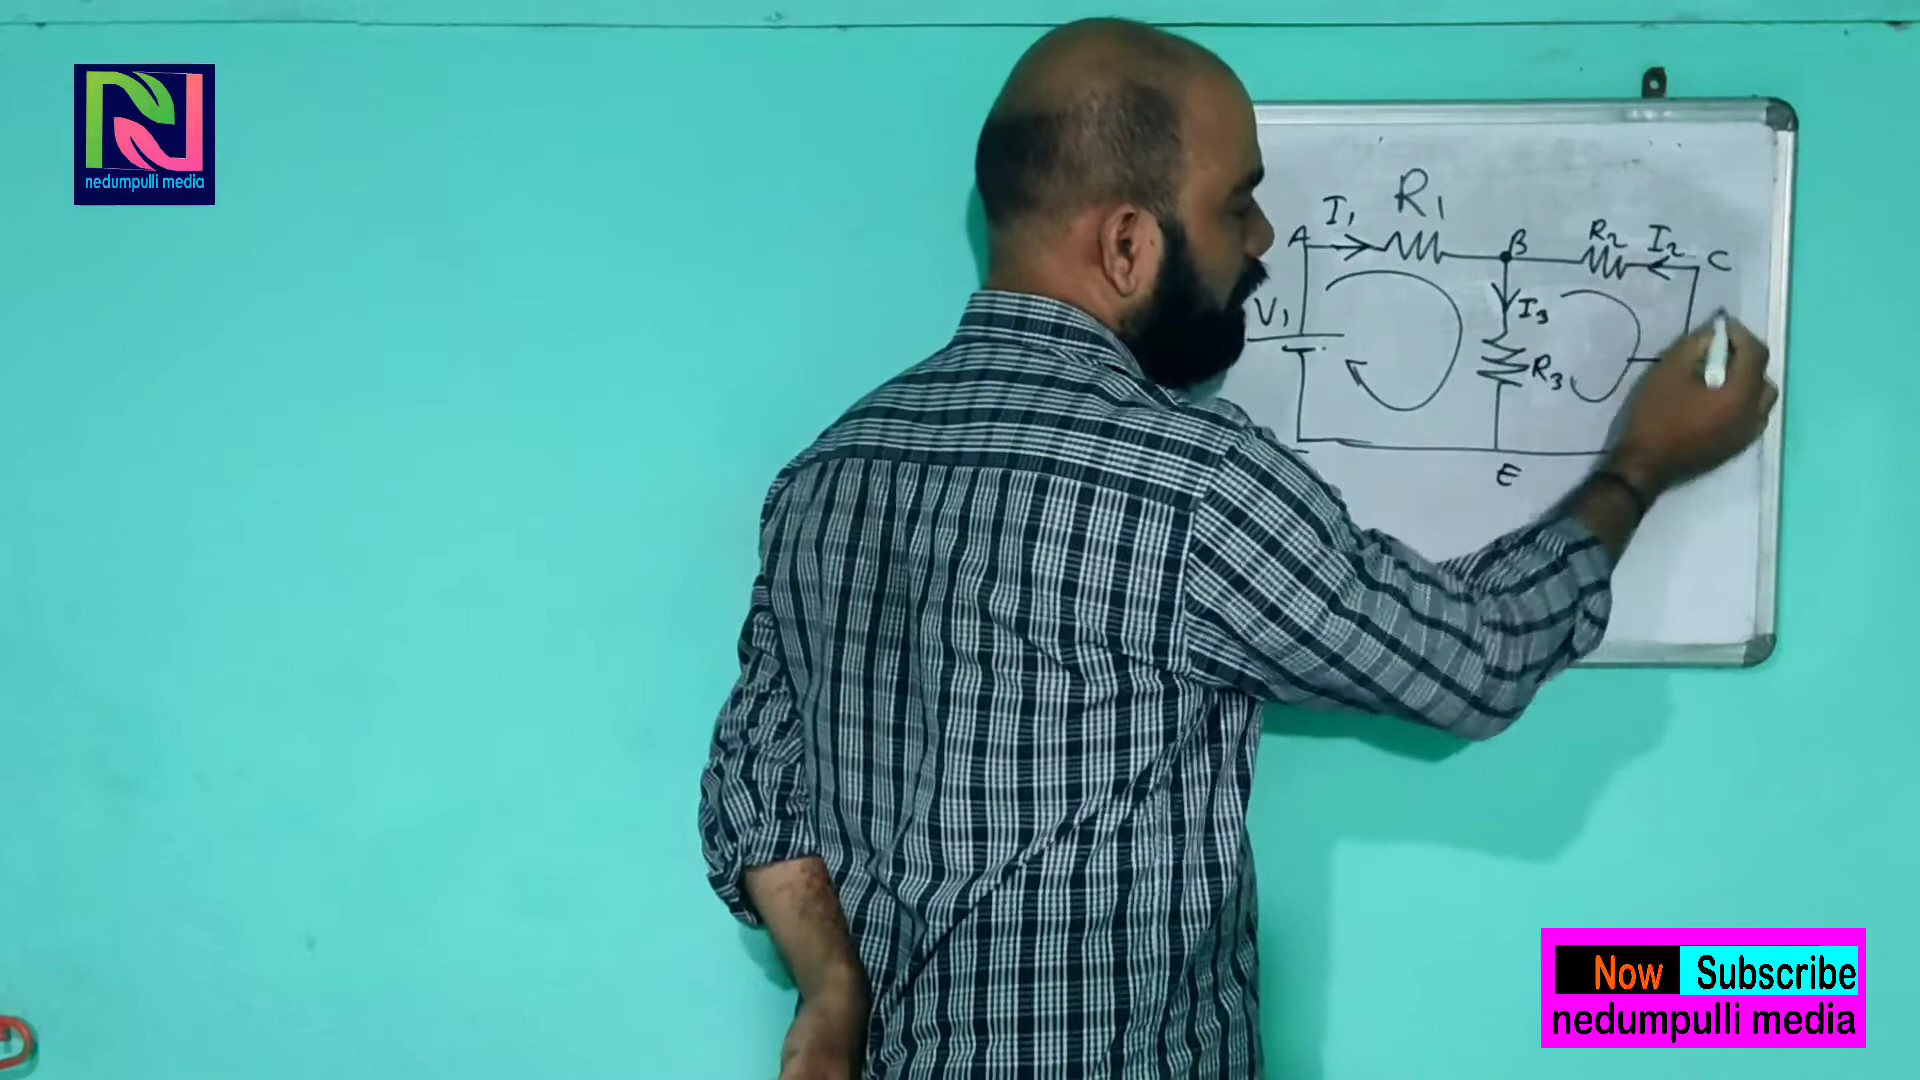 nedumpulli media
I₁ R₁
A B R₂ I₂ C
V₁ I₃
R₃
E
Now Subscribe
nedumpulli media